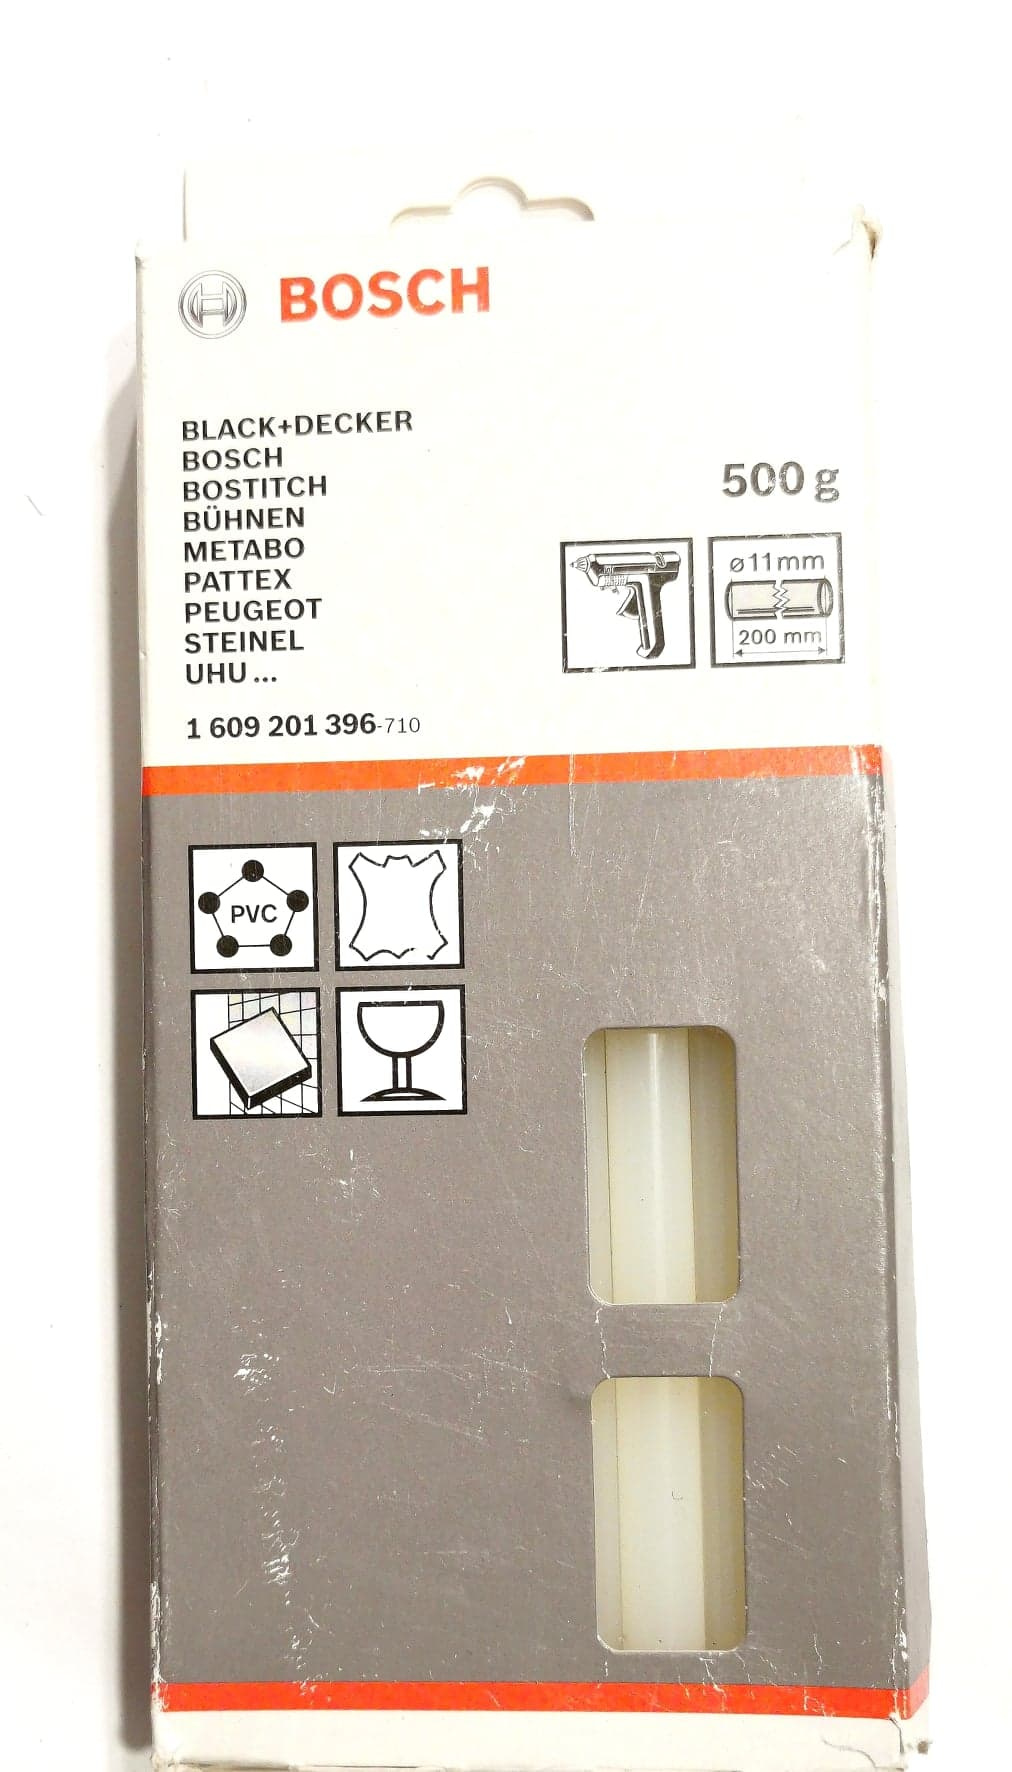 BOSCH
BLACK+DECKER
BOSCH
BOSTITCH
BÜHNEN
METABO
PATTEX
PEUGEOT
STEINEL
UHU...
1 609 201 396-710
500 g
ø11mm
200 mm
PVC